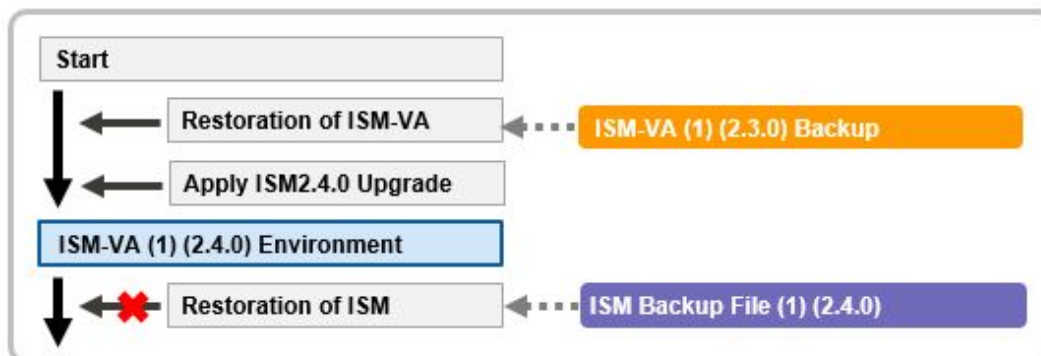 Start
Restoration of ISM-VA
ISM-VA (1) (2.3.0) Backup
Apply ISM2.4.0 Upgrade
ISM-VA (1) (2.4.0) Environment
Restoration of ISM
ISM Backup File (1) (2.4.0)